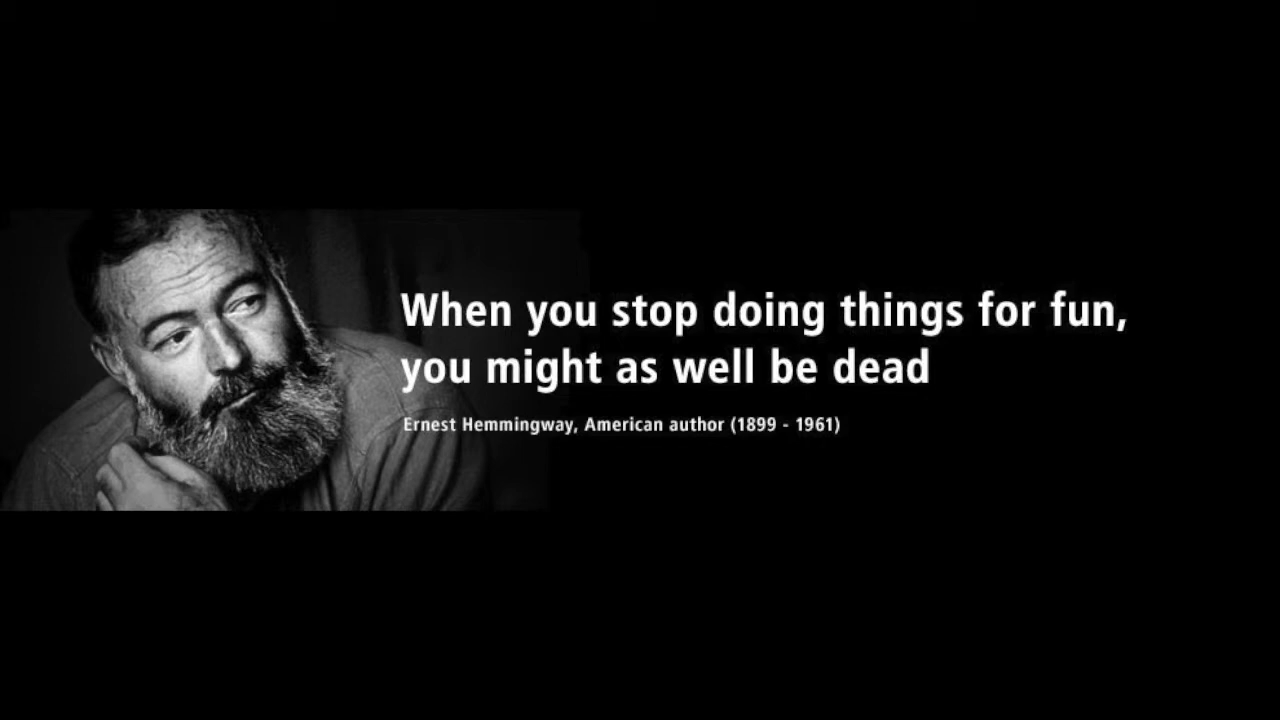 When you stop doing things for fun,
you might as well be dead
Ernest Hemmingway, American author (1899 - 1961)